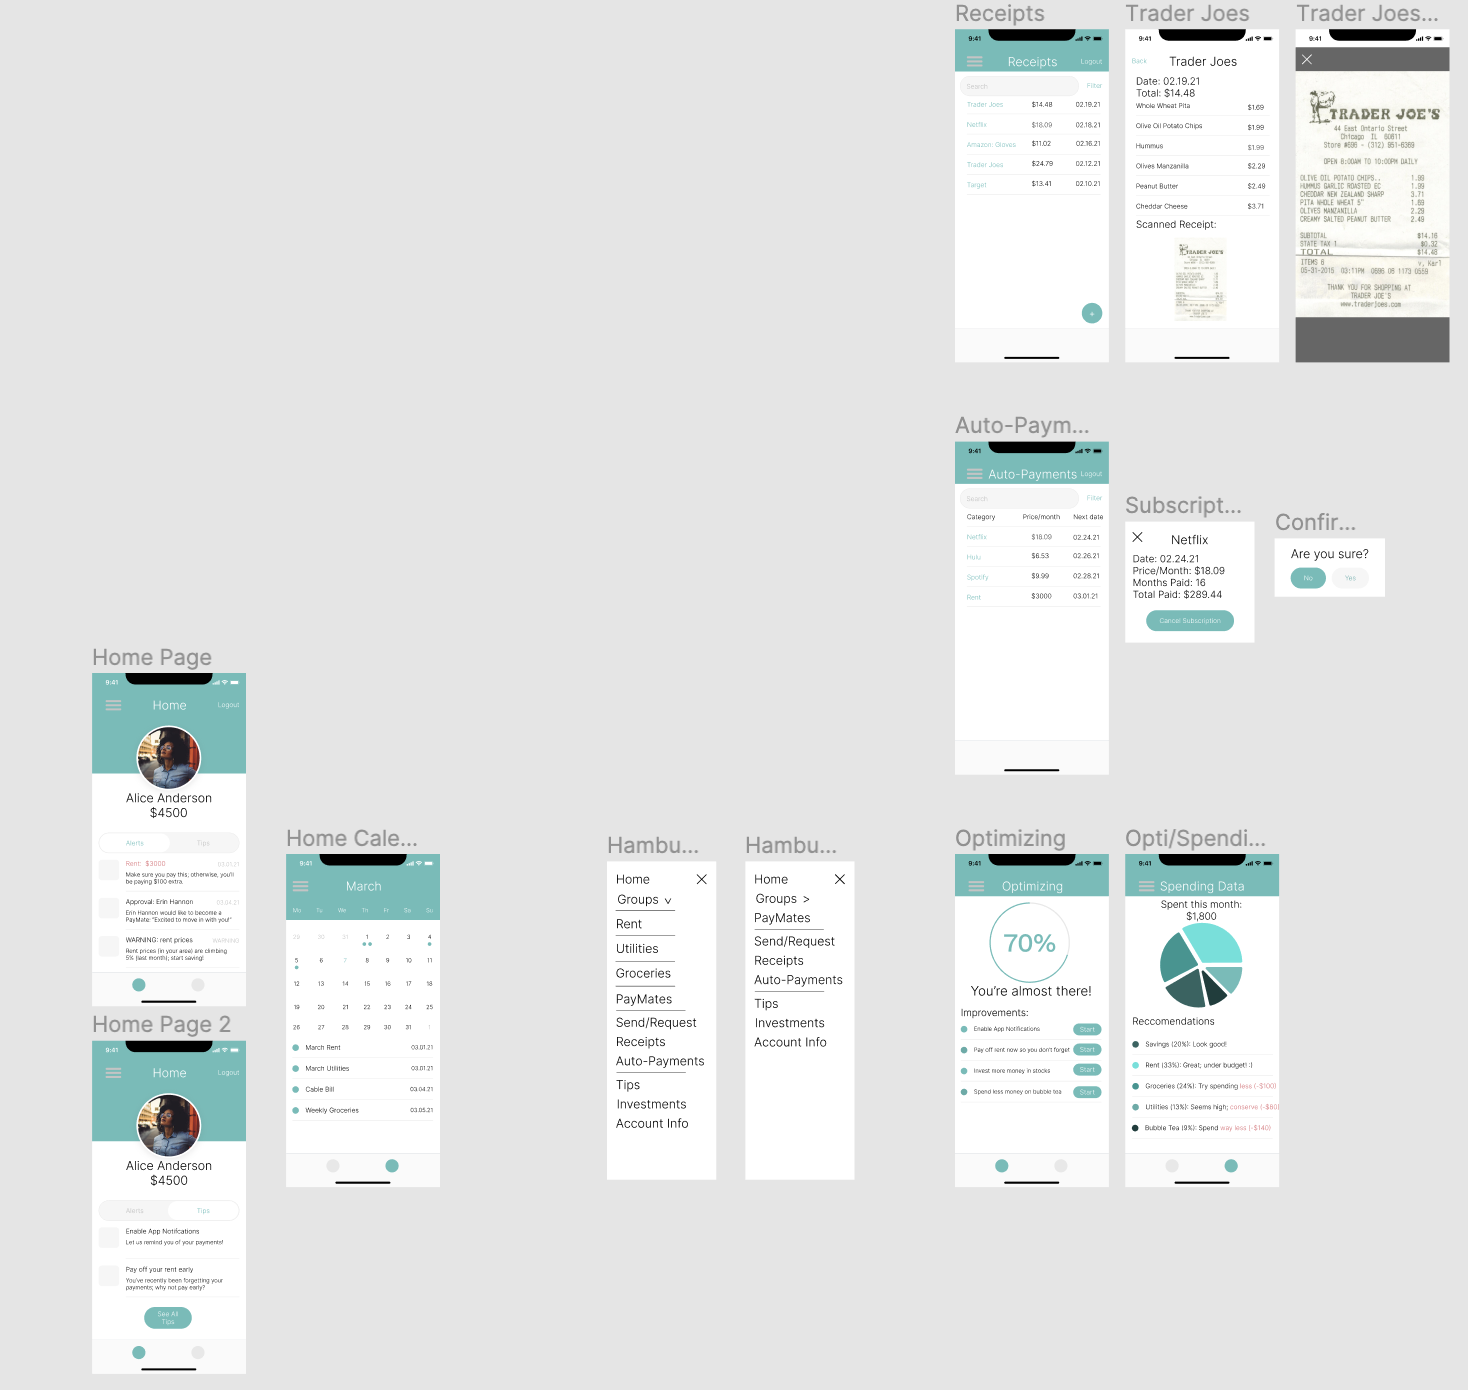 Receipts
9:41
Receipts
Logout
Search
Filter
Trader Joes $14.48 02.19.21
Netflix $18.09 02.18.21
Amazon: Gloves $11.02 02.16.21
Trader Joes $24.79 02.12.21
Target $13.41 02.10.21
+
Trader Joes
9:41
Back
Trader Joes
Date: 02.19.21
Total: $14.48
Whole Wheat Pita $1.69
Olive Oil Potato Chips $1.99
Hummus $1.99
Olives Manzanilla $2.29
Peanut Butter $2.49
Cheddar Cheese $3.71
Scanned Receipt:
TRADER JOE'S
Trader Joes...
9:41
TRADER JOE'S
44 East Ontario Street
Chicago IL 60611
Store #696 - (312) 951-6369
OPEN 8:00AM TO 10:00PM DAILY
OLIVE OIL POTATO CHIPS.. 1.99
HUMMUS GARLIC ROASTED EC 1.99
CHEDDAR NEW ZEALAND SHARP 3.71
PITA WHOLE WHEAT 5" 1.69
OLIVES MANZANILLA 2.29
CREAMY SALTED PEANUT BUTTER 2.49
SUBTOTAL $14.16
STATE TAX 1 $0.32
TOTAL $14.48
ITEMS 6 v, Karl
05-31-2015 03:11PM 0696 06 1173 0559
THANK YOU FOR SHOPPING AT
TRADER JOE'S
www.traderjoes.com
Auto-Paym...
9:41
Auto-Payments
Logout
Search
Filter
Category Price/month Next date
Netflix $18.09 02.24.21
Hulu $6.53 02.26.21
Spotify $9.99 02.28.21
Rent $3000 03.01.21
Subscript...
Netflix
Date: 02.24.21
Price/Month: $18.09
Months Paid: 16
Total Paid: $289.44
Cancel Subscription
Confir...
Are you sure?
No
Yes
Home Page
9:41
Home
Logout
Alice Anderson
$4500
Alerts
Tips
Rent: $3000 03.01.21
Make sure you pay this; otherwise, you'll
be paying $100 extra.
Approval: Erin Hannon 03.04.21
Erin Hannon would like to become a
PayMate: "Excited to move in with you!"
WARNING: rent prices WARNING
Rent prices (in your area) are climbing
5% (last month); start saving!
Home Page 2
9:41
Home
Logout
Alice Anderson
$4500
Alerts
Tips
Enable App Notifcations
Let us remind you of your payments!
Pay off your rent early
You've recently been forgetting your
payments; why not pay early?
See All
Tips
Home Cale...
9:41
March
Mo Tu We Th Fr Sa Su
29 30 31 1 2 3 4
5 6 7 8 9 10 11
12 13 14 15 16 17 18
19 20 21 22 23 24 25
26 27 28 29 30 31 1
March Rent 03.01.21
March Utilities 03.01.21
Cable Bill 03.04.21
Weekly Groceries 03.05.21
Hambu...
Home
Groups
Rent
Utilities
Groceries
PayMates
Send/Request
Receipts
Auto-Payments
Tips
Investments
Account Info
Hambu...
Home
Groups >
PayMates
Send/Request
Receipts
Auto-Payments
Tips
Investments
Account Info
Optimizing
9:41
Optimizing
70%
You're almost there!
Improvements:
Enable App Notifications Start
Pay off rent now so you don't forget Start
Invest more money in stocks Start
Spend less money on bubble tea Start
Opti/Spendi...
9:41
Spending Data
Spent this month:
$1,800
Reccomendations
Savings (20%): Look good!
Rent (33%): Great; under budget! :)
Groceries (24%): Try spending less (-$100)
Utilities (13%): Seems high; conserve (-$80)
Bubble Tea (9%): Spend way less (-$140)